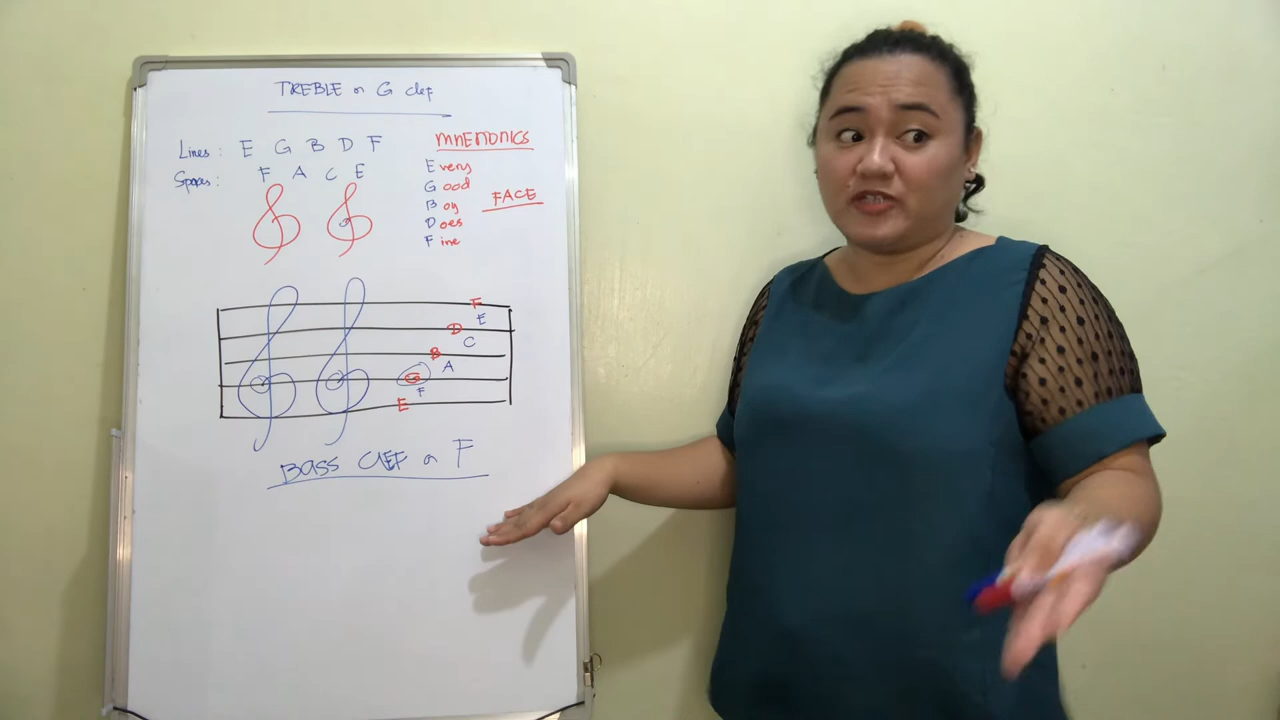 TREBLE or G clef
Lines: E G B D F
Spaces: F A C E
MNEMONICS
Every
Good
Boy
Does
Fine
FACE
F
E
D
C
B
A
G
F
E
BASS CLEF or F